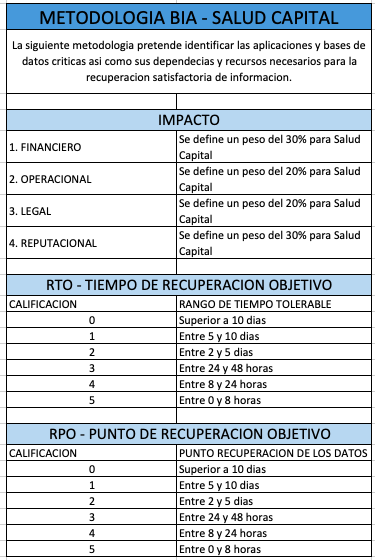 METODOLOGIA BIA - SALUD CAPITAL
La siguiente metodologia pretende identificar las aplicaciones y bases de
datos criticas asi como sus dependecias y recursos necesarios para la
recuperacion satisfactoria de informacion.
IMPACTO
1. FINANCIERO Se define un peso del 30% para Salud
Capital
2. OPERACIONAL Se define un peso del 20% para Salud
Capital
3. LEGAL Se define un peso del 20% para Salud
Capital
4. REPUTACIONAL Se define un peso del 30% para Salud
Capital
RTO - TIEMPO DE RECUPERACION OBJETIVO
CALIFICACION RANGO DE TIEMPO TOLERABLE
0 Superior a 10 dias
1 Entre 5 y 10 dias
2 Entre 2 y 5 dias
3 Entre 24 y 48 horas
4 Entre 8 y 24 horas
5 Entre 0 y 8 horas
RPO - PUNTO DE RECUPERACION OBJETIVO
CALIFICACION PUNTO RECUPERACION DE LOS DATOS
0 Superior a 10 dias
1 Entre 5 y 10 dias
2 Entre 2 y 5 dias
3 Entre 24 y 48 horas
4 Entre 8 y 24 horas
5 Entre 0 y 8 horas